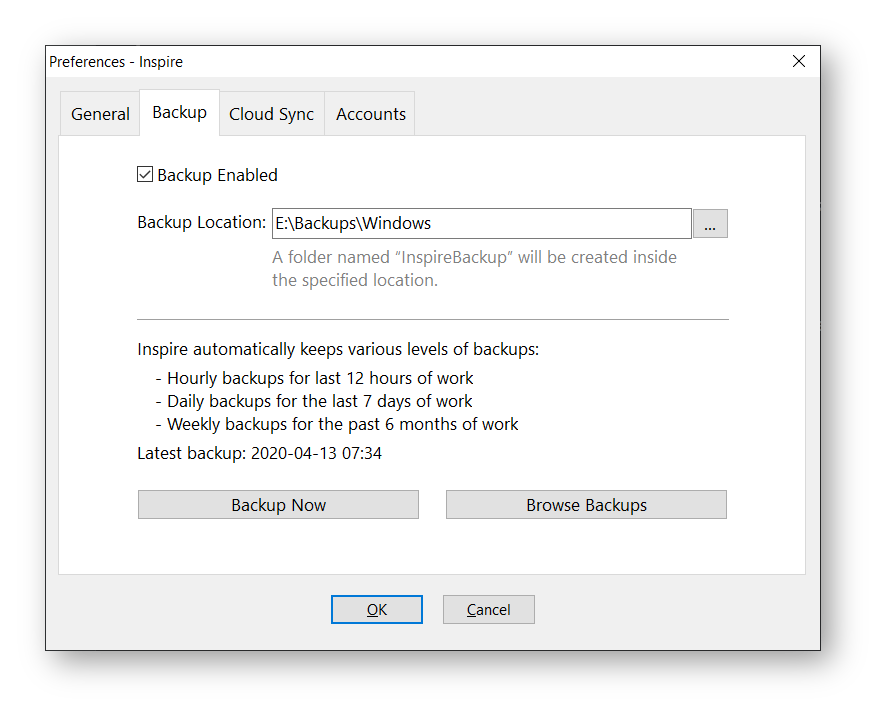 Preferences - Inspire
General Backup Cloud Sync Accounts
Backup Enabled
Backup Location: E:\Backups\Windows ...
A folder named “InspireBackup” will be created inside
the specified location.
Inspire automatically keeps various levels of backups:
- Hourly backups for last 12 hours of work
- Daily backups for the last 7 days of work
- Weekly backups for the past 6 months of work
Latest backup: 2020-04-13 07:34
Backup Now Browse Backups
OK Cancel